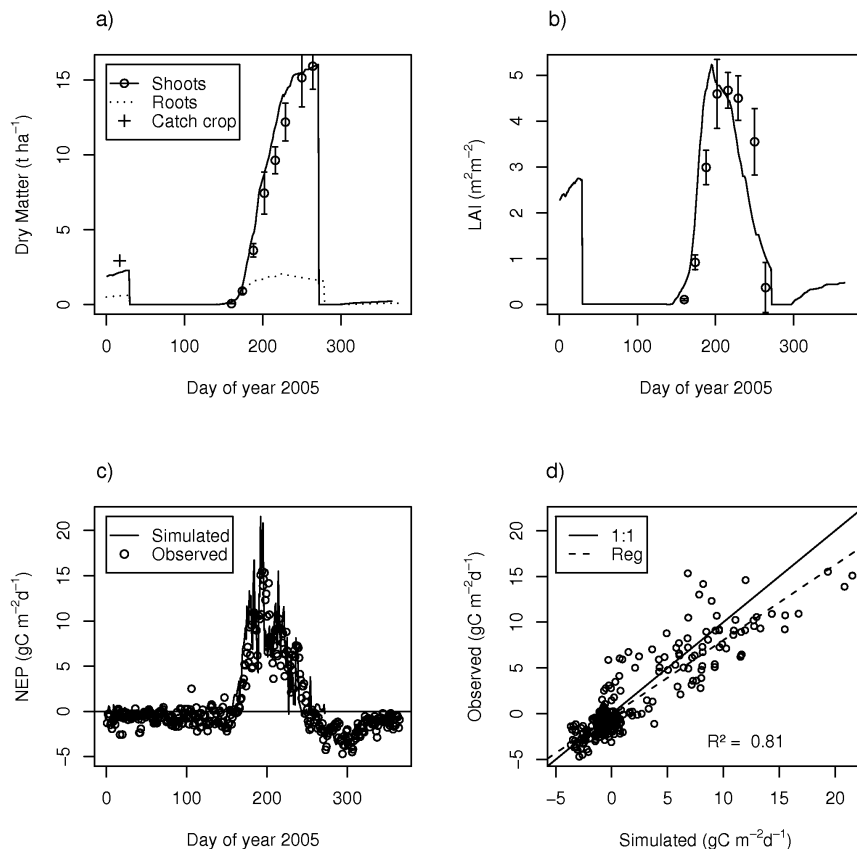 a)
Dry Matter (t ha⁻¹)
0 5 10 15
Shoots
Roots
Catch crop
0 100 200 300
Day of year 2005
b)
LAI (m²m⁻²)
0 1 2 3 4 5
0 100 200 300
Day of year 2005
c)
NEP (gC m⁻²d⁻¹)
−5 0 5 10 15 20
Simulated
Observed
0 100 200 300
Day of year 2005
d)
Observed (gC m⁻²d⁻¹)
−5 0 5 10 15 20
1:1
Reg
R² = 0.81
−5 0 5 10 15 20
Simulated (gC m⁻²d⁻¹)